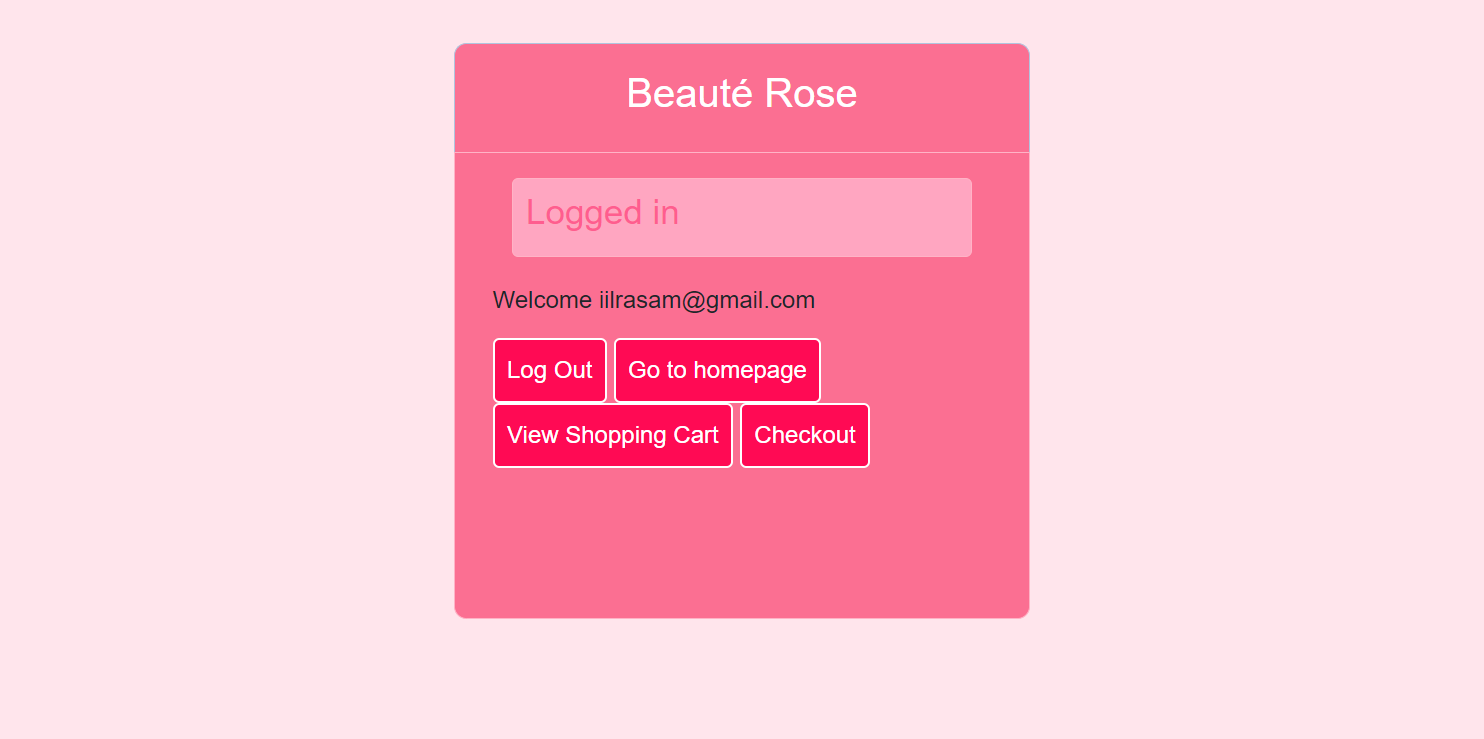 Beauté Rose
Logged in
Welcome iilrasam@gmail.com
Log Out Go to homepage
View Shopping Cart Checkout